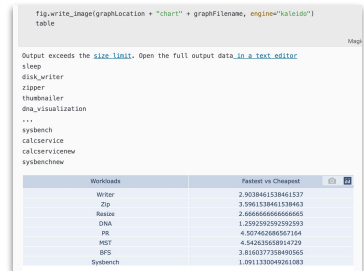 fig.write_image(graphLocation + "chart" + graphFilename, engine="kaleido")
table
Magi
Output exceeds the size limit. Open the full output data in a text editor
sleep
disk_writer
zipper
thumbnailer
dna_visualization
...
sysbench
calcservice
calcservicenew
sysbenchnew
Workloads Fastest vs Cheapest
Writer 2.9038461538461537
Zip 3.5961538461538463
Resize 2.6666666666666665
DNA 1.2592592592592593
PR 4.507462686567164
MST 4.542635658914729
BFS 3.8160377358490565
Sysbench 1.0911330049261083